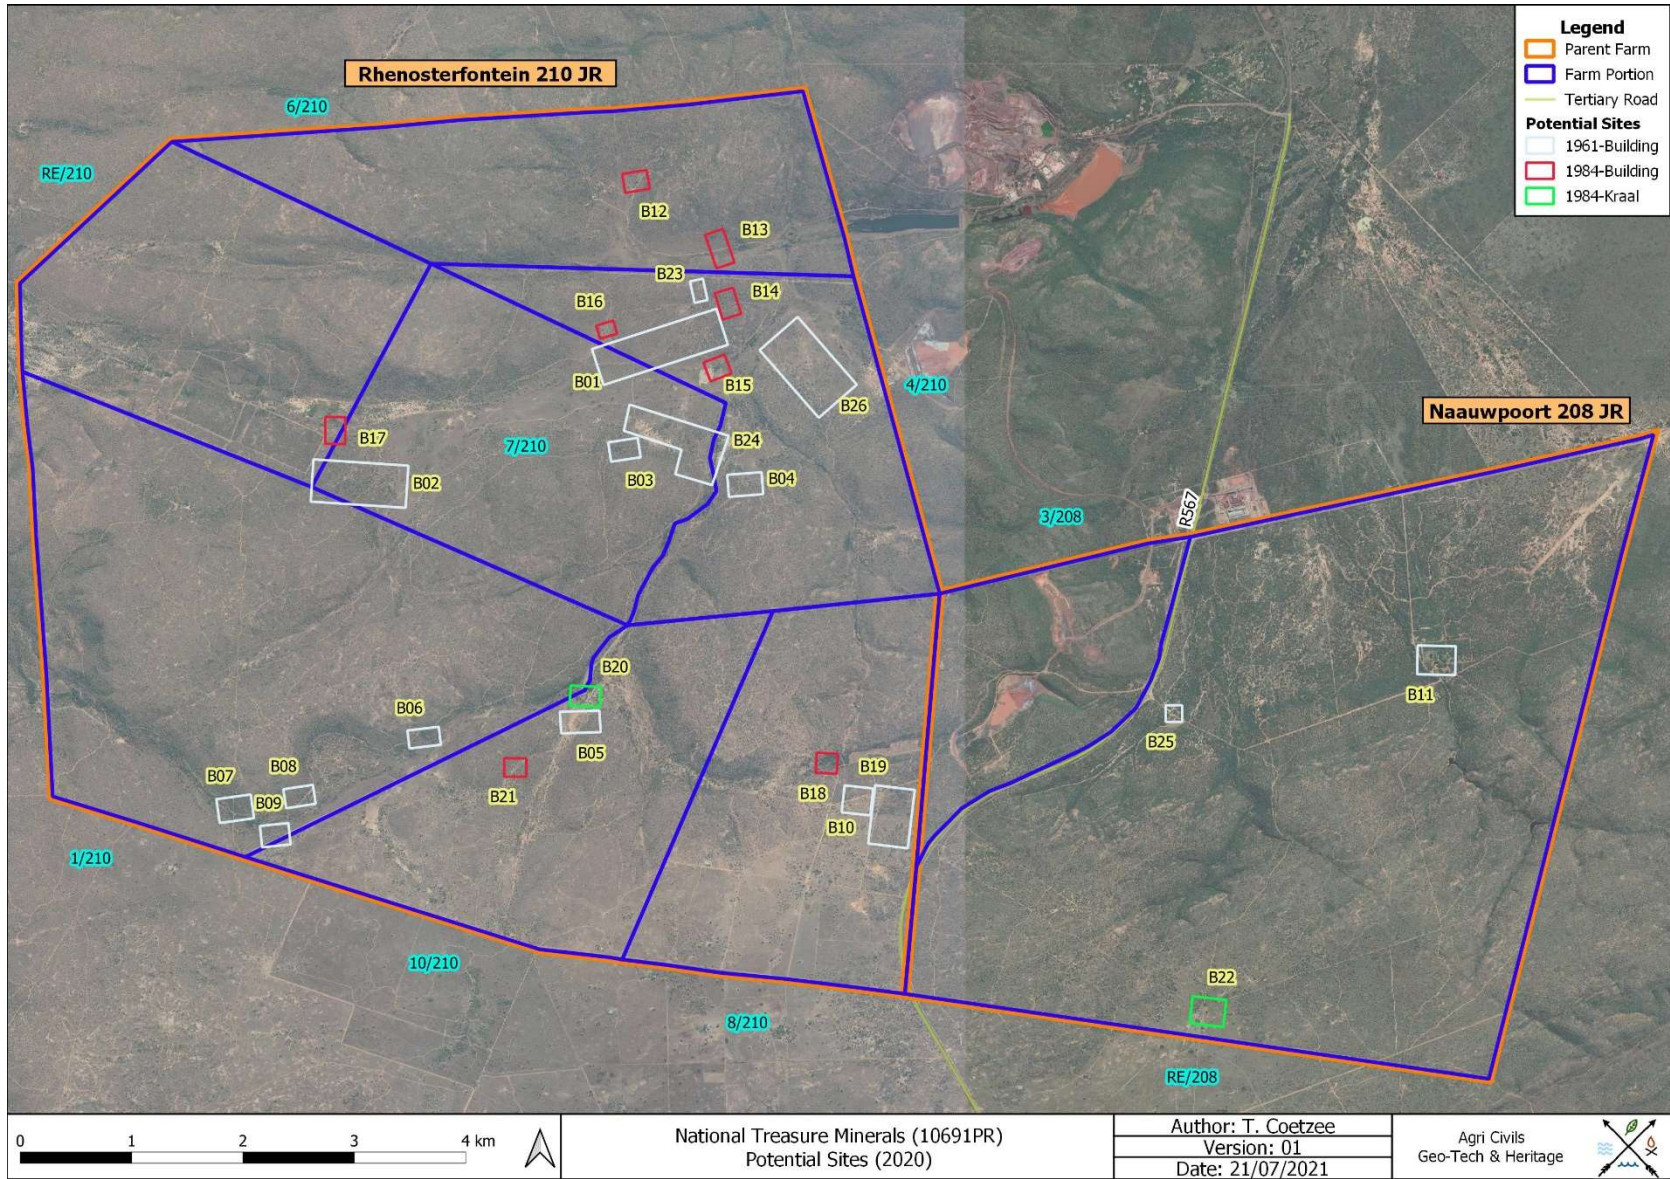 Legend
Parent Farm
Farm Portion
Tertiary Road
Potential Sites
1961-Building
1984-Building
1984-Kraal
Rhenosterfontein 210 JR
6/210
RE/210
B12
B13
B23
B14
B16
B01
B15
B26
4/210
Naauwpoort 208 JR
B17
7/210
B24
B03
B04
B02
R567
3/208
B20
B11
B06
B05
B25
B07
B08
B09
B21
B19
B18
B10
1/210
10/210
B22
8/210
RE/208
0 1 2 3 4 km
National Treasure Minerals (10691PR)
Potential Sites (2020)
Author: T. Coetzee
Version: 01
Date: 21/07/2021
Agri Civils
Geo-Tech & Heritage